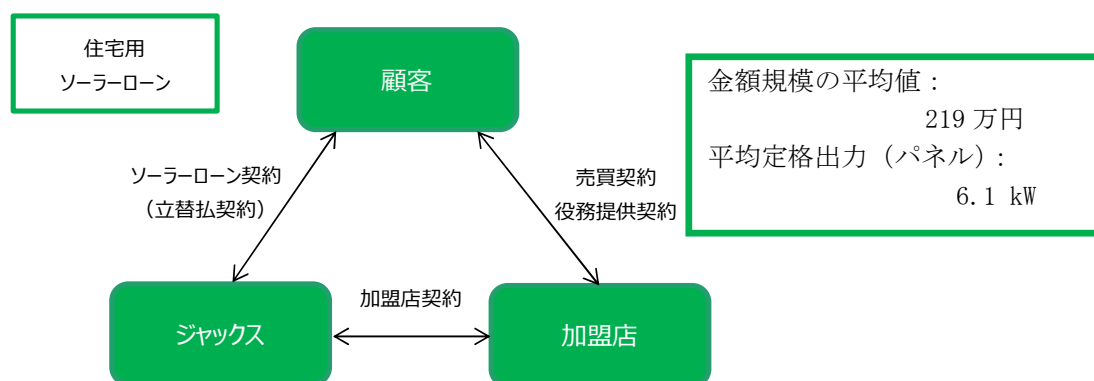 住宅用
ソーラーローン
顧客
金額規模の平均値：
219 万円
平均定格出力（パネル）：
6.1 kW
ソーラーローン契約
（立替払契約）
売買契約
役務提供契約
ジャックス
加盟店契約
加盟店